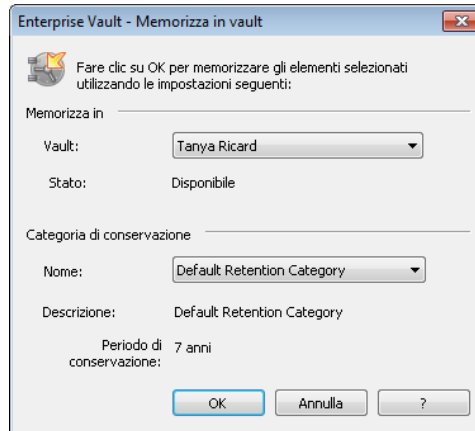 Enterprise Vault - Memorizza in vault
Fare clic su OK per memorizzare gli elementi selezionati
utilizzando le impostazioni seguenti:
Memorizza in
Vault: Tanya Ricard
Stato: Disponibile
Categoria di conservazione
Nome: Default Retention Category
Descrizione: Default Retention Category
Periodo di 7 anni
conservazione:
OK Annulla ?